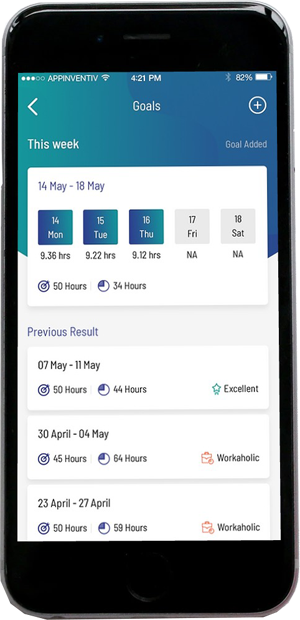 APPINVENTIV 4:21 PM 82%
Goals
This week Goal Added
14 May - 18 May
14 15 16 17 18
Mon Tue Thu Fri Sat
9.36 hrs 9.22 hrs 9.12 hrs NA NA
50 Hours 34 Hours
Previous Result
07 May - 11 May
50 Hours 44 Hours Excellent
30 April - 04 May
45 Hours 64 Hours Workaholic
23 April - 27 April
50 Hours 59 Hours Workaholic